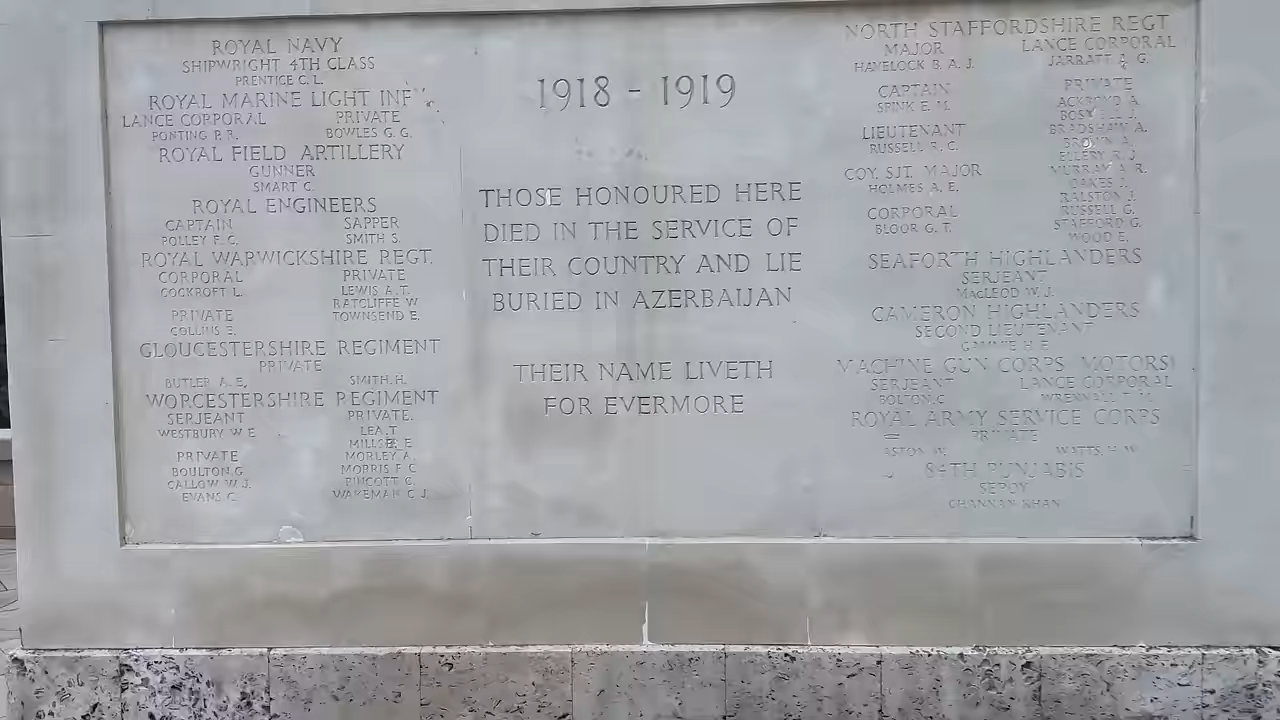 ROYAL NAVY
SHIPWRIGHT 4TH CLASS
PRENTICE C. L.
ROYAL MARINE LIGHT INF
LANCE CORPORAL
PONTING P. R.
PRIVATE
BOWLES G. G.
ROYAL FIELD ARTILLERY
GUNNER
SMART C.
ROYAL ENGINEERS
CAPTAIN
POLLEY F. C.
SAPPER
SMITH S.
ROYAL WARWICKSHIRE REGT.
CORPORAL
COCKROFT L.
PRIVATE
COLLINS E.
PRIVATE
LEWIS A. T.
RATCLIFFE W.
TOWNSEND E.
GLOUCESTERSHIRE REGIMENT
PRIVATE
BUTLER A. E.
SMITH. H.
WORCESTERSHIRE REGIMENT
SERJEANT
WESTBURY W. E.
PRIVATE
BOULTON G.
CALLOW W. J.
EVANS C.
PRIVATE.
LEA. T
MORLEY A.
MORRIS F. C.
PINCOTT C.
WAKEMAN C. J.
1918 - 1919
THOSE HONOURED HERE
DIED IN THE SERVICE OF
THEIR COUNTRY AND LIE
BURIED IN AZERBAIJAN
THEIR NAME LIVETH
FOR EVERMORE
NORTH STAFFORDSHIRE REGT
MAJOR
HAVELOCK B. A. J.
CAPTAIN
SPINK E. M.
LIEUTENANT
RUSSELL R. C.
COY. SJT. MAJOR
HOLMES A. E.
CORPORAL
BLOOR G. T.
LANCE CORPORAL
JARRATT A. G.
PRIVATE
ACKROYD A.
BRADSHAW A.
BROWN A.
ELLERY R. J.
MURRAY A. R.
OAKES J.
RALSTON J.
RUSSELL G.
STAFFORD G.
WOOD E.
SEAFORTH HIGHLANDERS
SERJEANT
MacLEOD W. J.
CAMERON HIGHLANDERS
SECOND LIEUTENANT
MACHINE GUN CORPS MOTORS)
SERJEANT
BOLTON. C
LANCE CORPORAL
ROYAL ARMY SERVICE CORPS
PRIVATE
ASTON W.
WATTS. H. W.
84TH PUNJABIS
SEPOY
CHANNAN KHAN